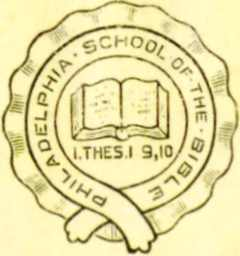 PHILADELPHIA · SCHOOL · OF · THE · BIBLE
I. THES. I 9,10